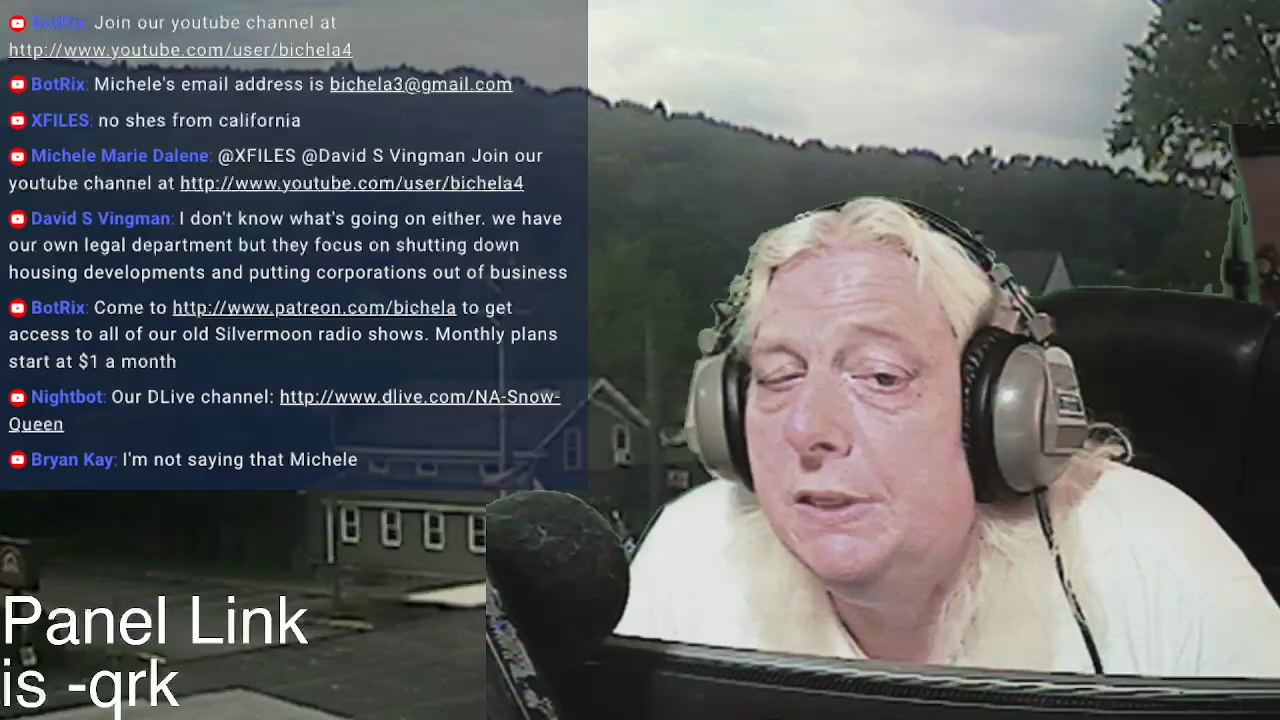 BotRix: Join our youtube channel at
http://www.youtube.com/user/bichela4
BotRix: Michele's email address is bichela3@gmail.com
XFILES: no shes from california
Michele Marie Dalene: @XFILES @David S Vingman Join our
youtube channel at http://www.youtube.com/user/bichela4
David S Vingman: I don't know what's going on either. we have
our own legal department but they focus on shutting down
housing developments and putting corporations out of business
BotRix: Come to http://www.patreon.com/bichela to get
access to all of our old Silvermoon radio shows. Monthly plans
start at $1 a month
Nightbot: Our DLive channel: http://www.dlive.com/NA-Snow-
Queen
Bryan Kay: I'm not saying that Michele
Panel Link
is -qrk